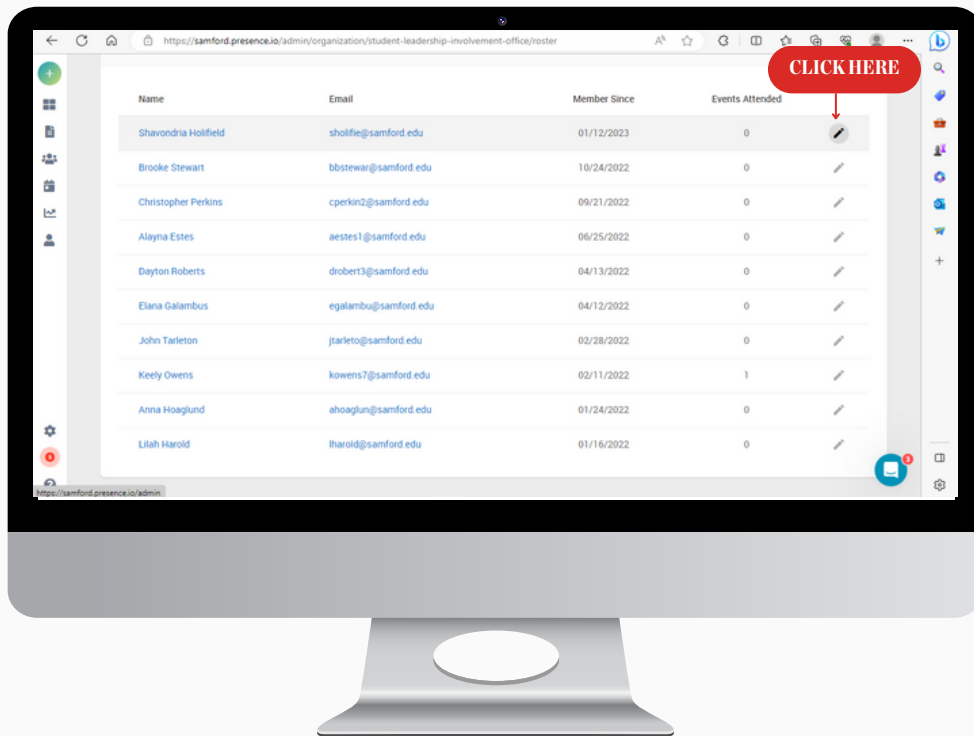 https://samford.presence.io/admin/organization/student-leadership-involvement-office/roster
CLICK HERE
Name Email Member Since Events Attended
Shavondria Holifield sholifie@samford.edu 01/12/2023 0
Brooke Stewart bbstewar@samford.edu 10/24/2022 0
Christopher Perkins cperkin2@samford.edu 09/21/2022 0
Alayna Estes aestes1@samford.edu 06/25/2022 0
Dayton Roberts drobert3@samford.edu 04/13/2022 0
Elana Galambus egalambu@samford.edu 04/12/2022 0
John Tarleton jtarleto@samford.edu 02/28/2022 0
Keely Owens kowens7@samford.edu 02/11/2022 1
Anna Hoaglund ahoaglun@samford.edu 01/24/2022 0
Lilah Harold lharold@samford.edu 01/16/2022 0
3
https://samford.presence.io/admin